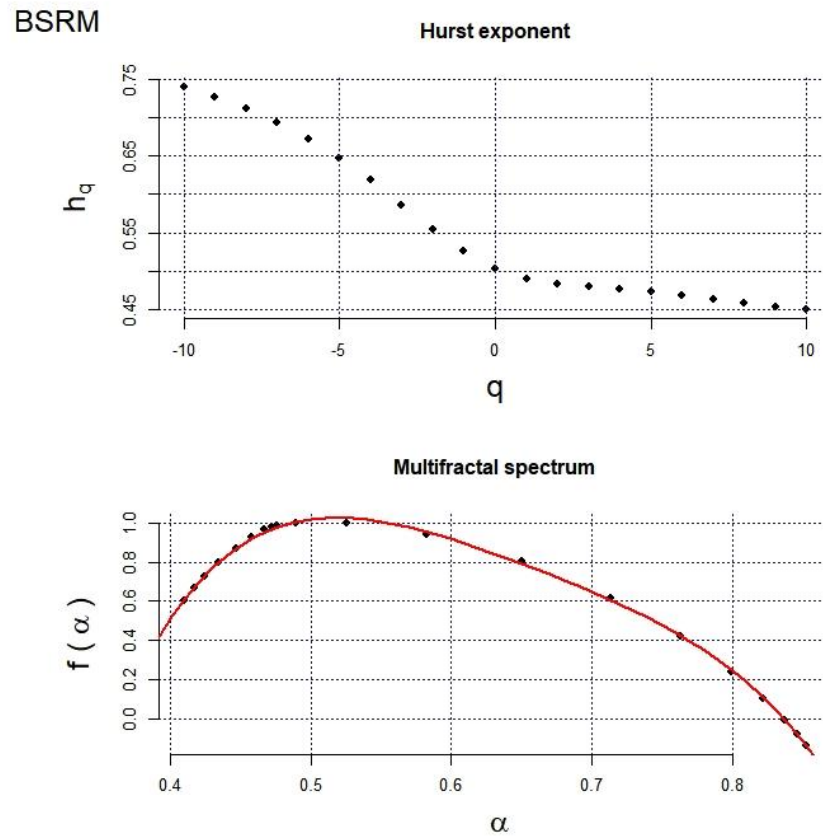 BSRM
Hurst exponent
0.75
0.65
0.55
0.45
hq
-10 -5 0 5 10
q
Multifractal spectrum
1.0
0.8
0.6
0.4
0.2
0.0
f ( α )
0.4 0.5 0.6 0.7 0.8
α